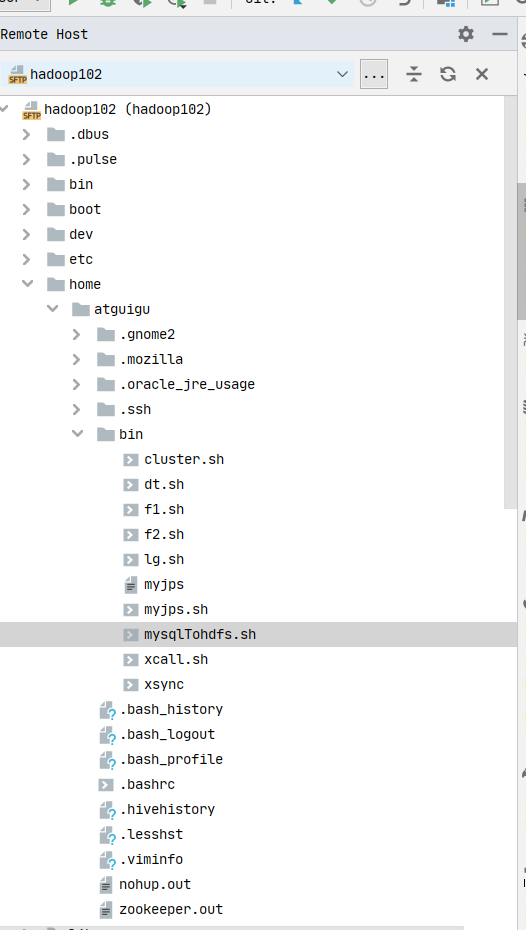 Remote Host
SFTP hadoop102 ...
SFTP hadoop102 (hadoop102)
.dbus
.pulse
bin
boot
dev
etc
home
atguigu
.gnome2
.mozilla
.oracle_jre_usage
.ssh
bin
cluster.sh
dt.sh
f1.sh
f2.sh
lg.sh
myjps
myjps.sh
mysqlTohdfs.sh
xcall.sh
xsync
.bash_history
.bash_logout
.bash_profile
.bashrc
.hivehistory
.lesshst
.viminfo
nohup.out
zookeeper.out